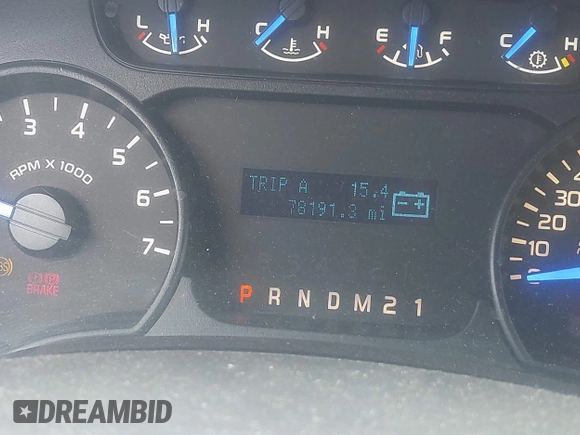 L H
C H
E F
C H
3 4 5 6 7
RPM X 1000
BRAKE
TRIP A 15.4
78191.3 mi
P R N D M 2 1
30
20
DREAMBID